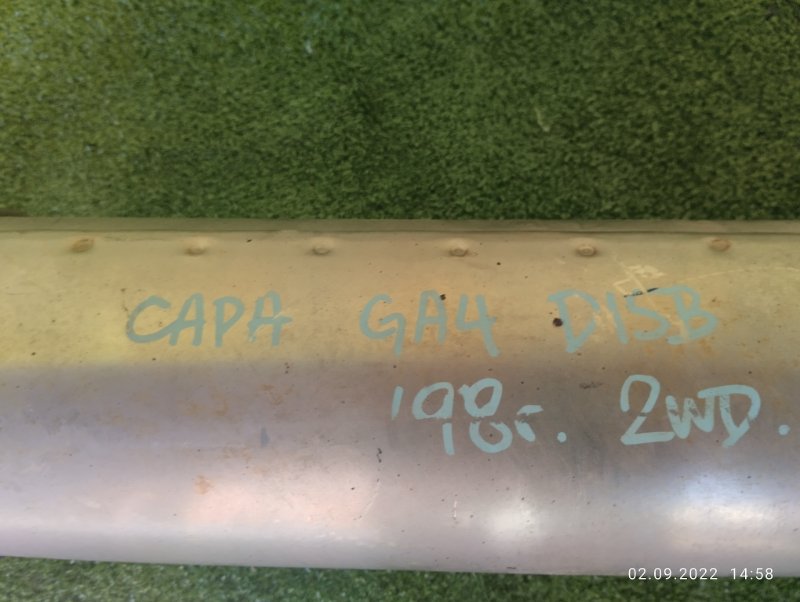 CAPA GA4 D15B
'98г. 2WD.
02.09.2022 14:58